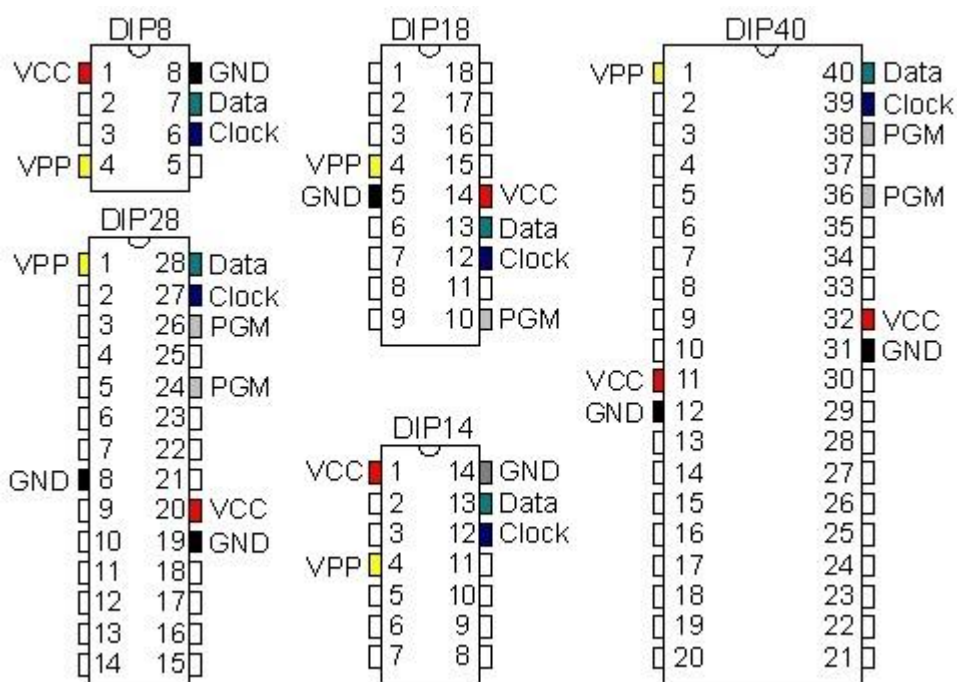 DIP8
VCC 1 8 GND
2 7 Data
3 6 Clock
VPP 4 5
DIP28
VPP 1 28 Data
2 27 Clock
3 26 PGM
4 25
5 24 PGM
6 23
7 22
GND 8 21
9 20 VCC
10 19 GND
11 18
12 17
13 16
14 15
DIP18
1 18
2 17
3 16
VPP 4 15
GND 5 14 VCC
6 13 Data
7 12 Clock
8 11
9 10 PGM
DIP14
VCC 1 14 GND
2 13 Data
3 12 Clock
VPP 4 11
5 10
6 9
7 8
DIP40
VPP 1 40 Data
2 39 Clock
3 38 PGM
4 37
5 36 PGM
6 35
7 34
8 33
9 32 VCC
10 31 GND
VCC 11 30
GND 12 29
13 28
14 27
15 26
16 25
17 24
18 23
19 22
20 21